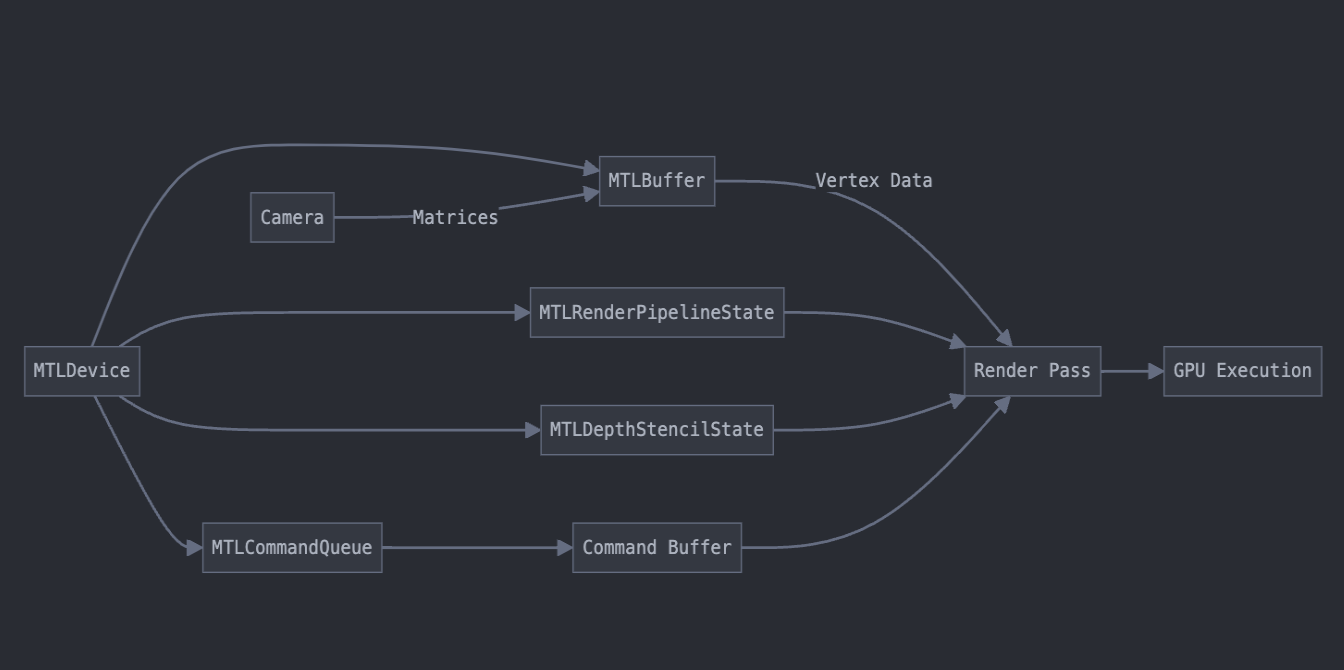 MTLBuffer
Vertex Data
Camera
Matrices
MTLRenderPipelineState
MTLDevice
Render Pass
GPU Execution
MTLDepthStencilState
MTLCommandQueue
Command Buffer